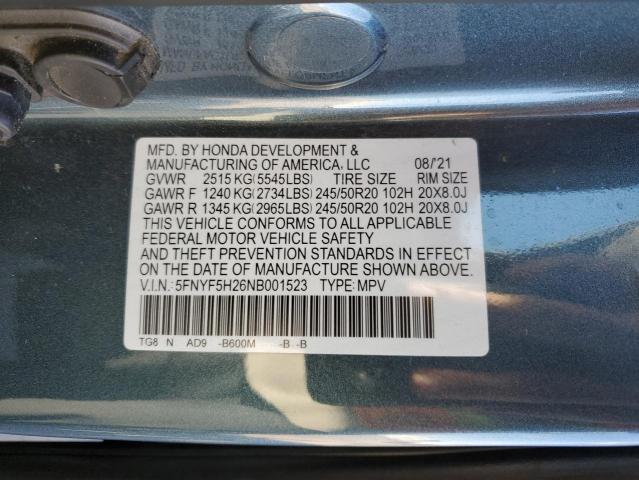 MFD. BY HONDA DEVELOPMENT &
MANUFACTURING OF AMERICA, LLC 08/'21
GVWR 2515 KG(5545LBS) TIRE SIZE RIM SIZE
GAWR F 1240 KG(2734LBS) 245/50R20 102H 20X8.0J
GAWR R 1345 KG(2965LBS) 245/50R20 102H 20X8.0J
THIS VEHICLE CONFORMS TO ALL APPLICABLE
FEDERAL MOTOR VEHICLE SAFETY
AND THEFT PREVENTION STANDARDS IN EFFECT
ON THE DATE OF MANUFACTURE SHOWN ABOVE.
V.I.N.: 5FNYF5H26NB001523 TYPE: MPV
TG8 N AD9 -B600M -B -B